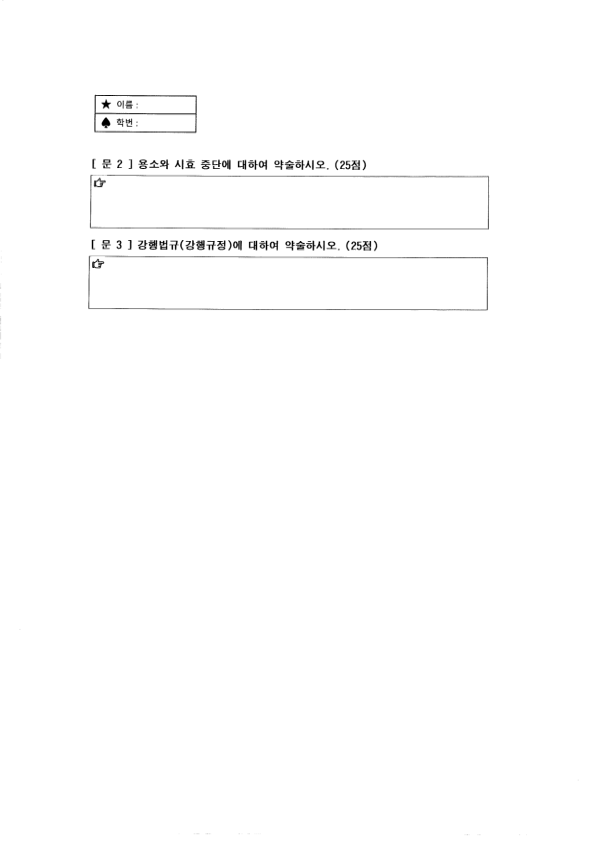 ★ 이름 :
♠ 학번 :
[ 문 2 ] 응소와 시효 중단에 대하여 약술하시오. (25점)
☞
[ 문 3 ] 강행법규(강행규정)에 대하여 약술하시오. (25점)
☞